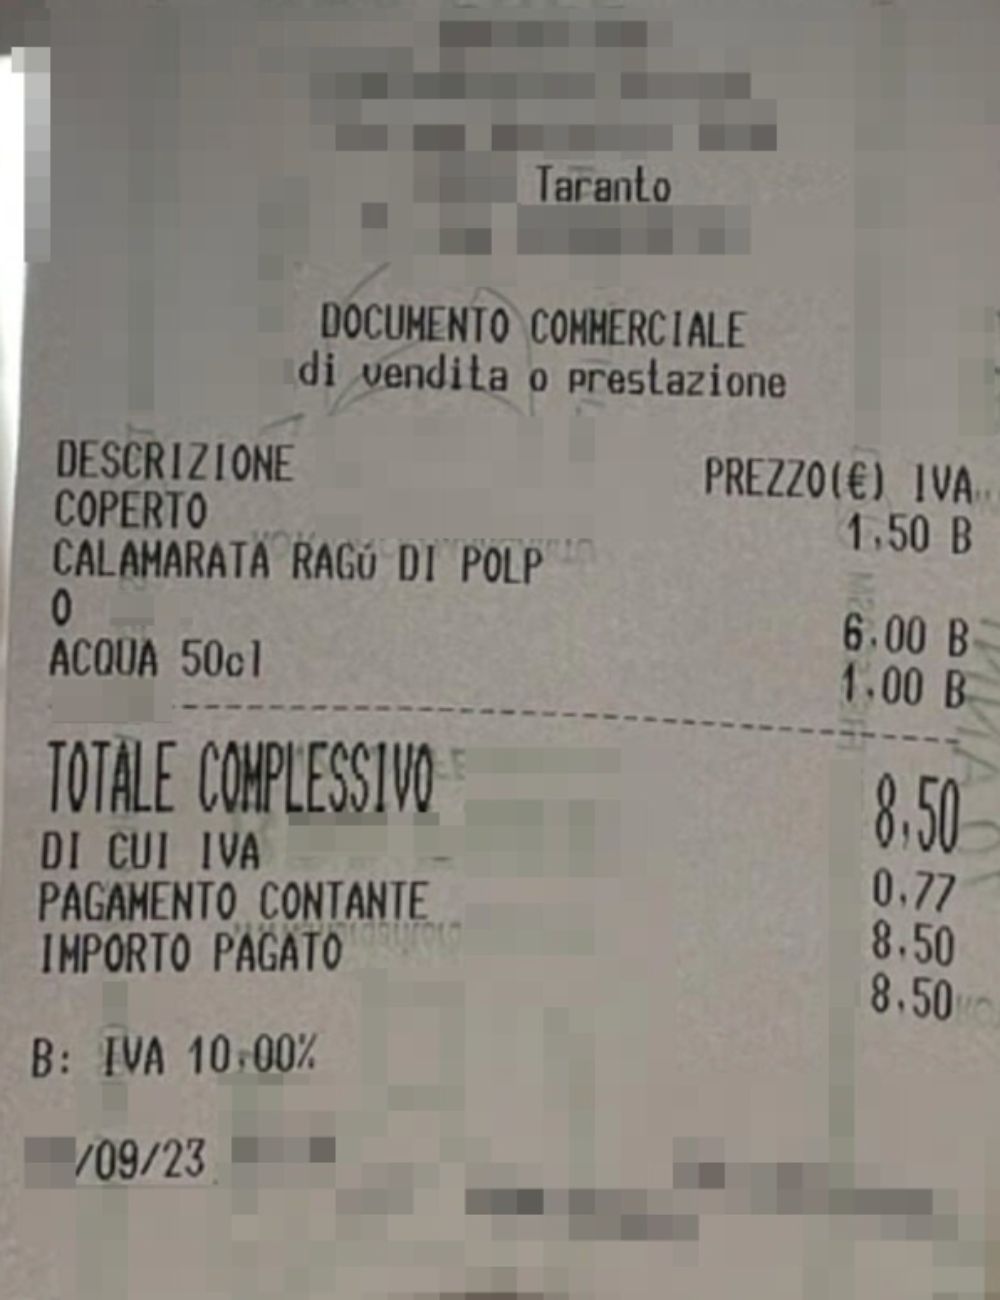 Taranto
DOCUMENTO COMMERCIALE
di vendita o prestazione
DESCRIZIONE PREZZO(€) IVA
COPERTO 1,50 B
CALAMARATA RAGÚ DI POLP
O 6,00 B
ACQUA 50cl 1,00 B
TOTALE COMPLESSIVO 8,50
DI CUI IVA 0,77
PAGAMENTO CONTANTE 8,50
IMPORTO PAGATO 8,50
B: IVA 10,00%
/09/23